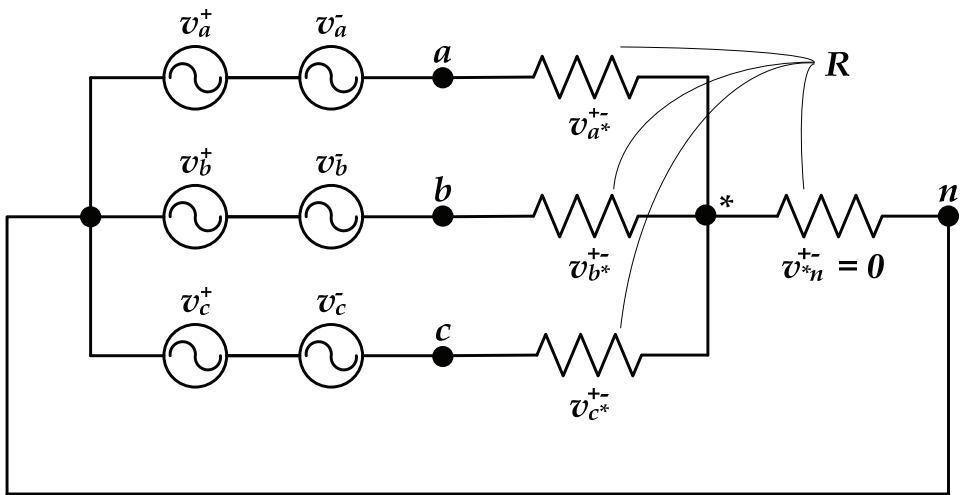 v_a^+ v_a^-
a
R
v_{a*}^{+-}
v_b^+ v_b^-
b
*
n
v_{b*}^{+-}
v_{*n}^{+-} = 0
v_c^+ v_c^-
c
v_{c*}^{+-}